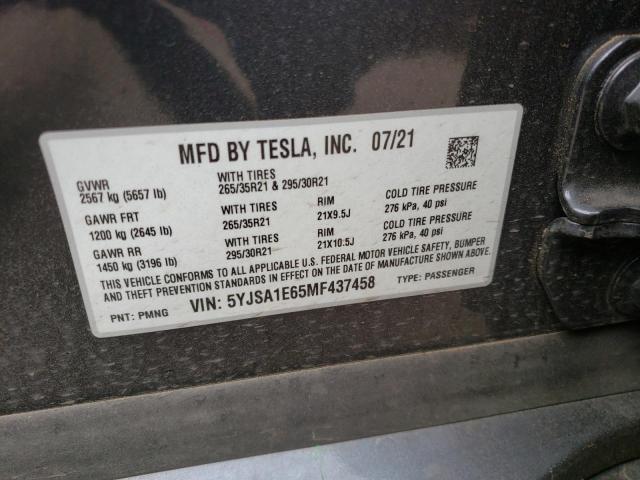 MFD BY TESLA, INC. 07/21
GVWR WITH TIRES
2567 kg (5657 lb) 265/35R21 & 295/30R21
GAWR FRT WITH TIRES RIM COLD TIRE PRESSURE
1200 kg (2645 lb) 265/35R21 21X9.5J 276 kPa, 40 psi
GAWR RR WITH TIRES RIM COLD TIRE PRESSURE
1450 kg (3196 lb) 295/30R21 21X10.5J 276 kPa, 40 psi
THIS VEHICLE CONFORMS TO ALL APPLICABLE U.S. FEDERAL MOTOR VEHICLE SAFETY, BUMPER
AND THEFT PREVENTION STANDARDS IN EFFECT ON THE DATE OF MANUFACTURE SHOWN ABOVE.
PNT: PMNG VIN: 5YJSA1E65MF437458 TYPE: PASSENGER